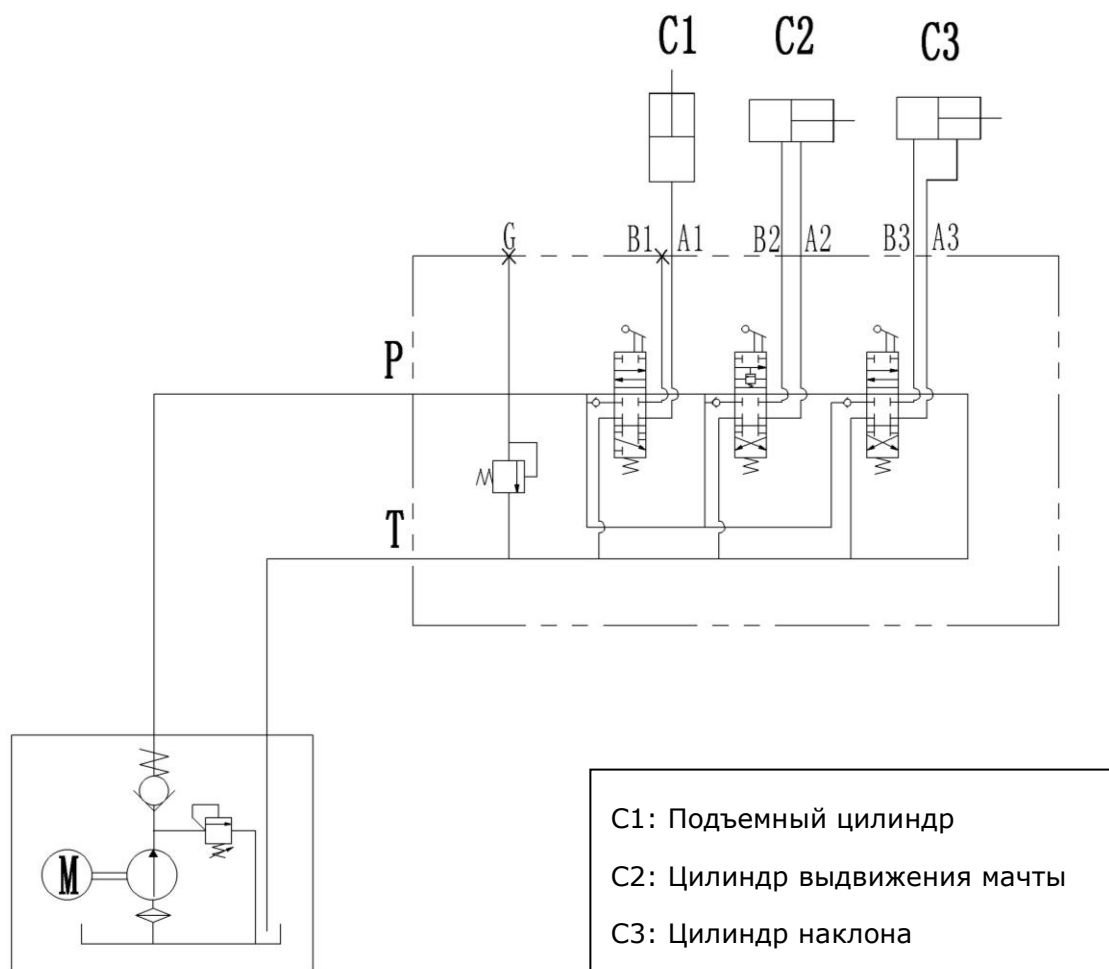 C1 C2 C3
G B1 A1 B2 A2 B3 A3
P
T
M
C1: Подъемный цилиндр
C2: Цилиндр выдвижения мачты
C3: Цилиндр наклона